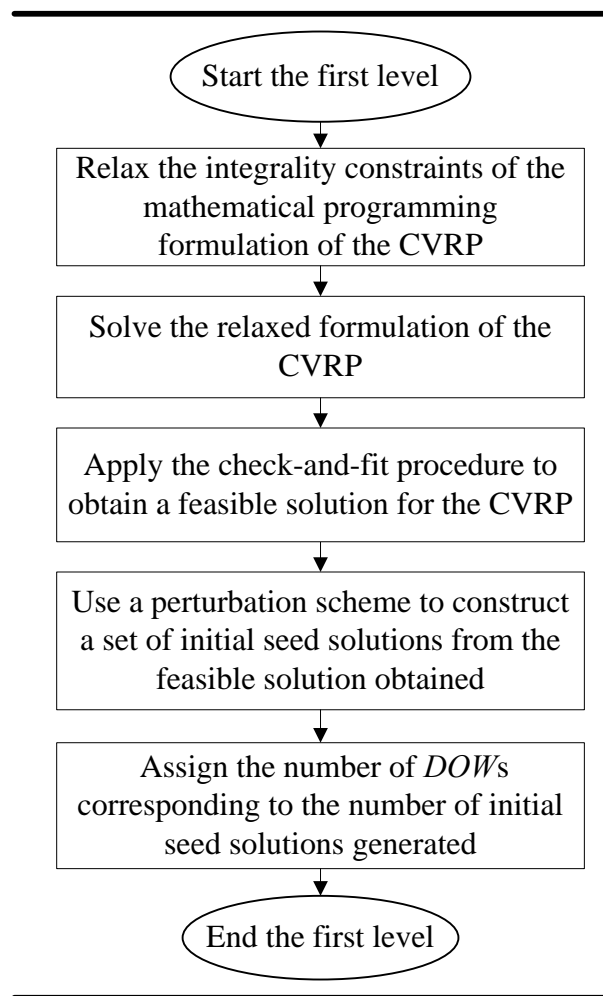 Start the first level
Relax the integrality constraints of the
mathematical programming
formulation of the CVRP
Solve the relaxed formulation of the
CVRP
Apply the check-and-fit procedure to
obtain a feasible solution for the CVRP
Use a perturbation scheme to construct
a set of initial seed solutions from the
feasible solution obtained
Assign the number of DOWs
corresponding to the number of initial
seed solutions generated
End the first level